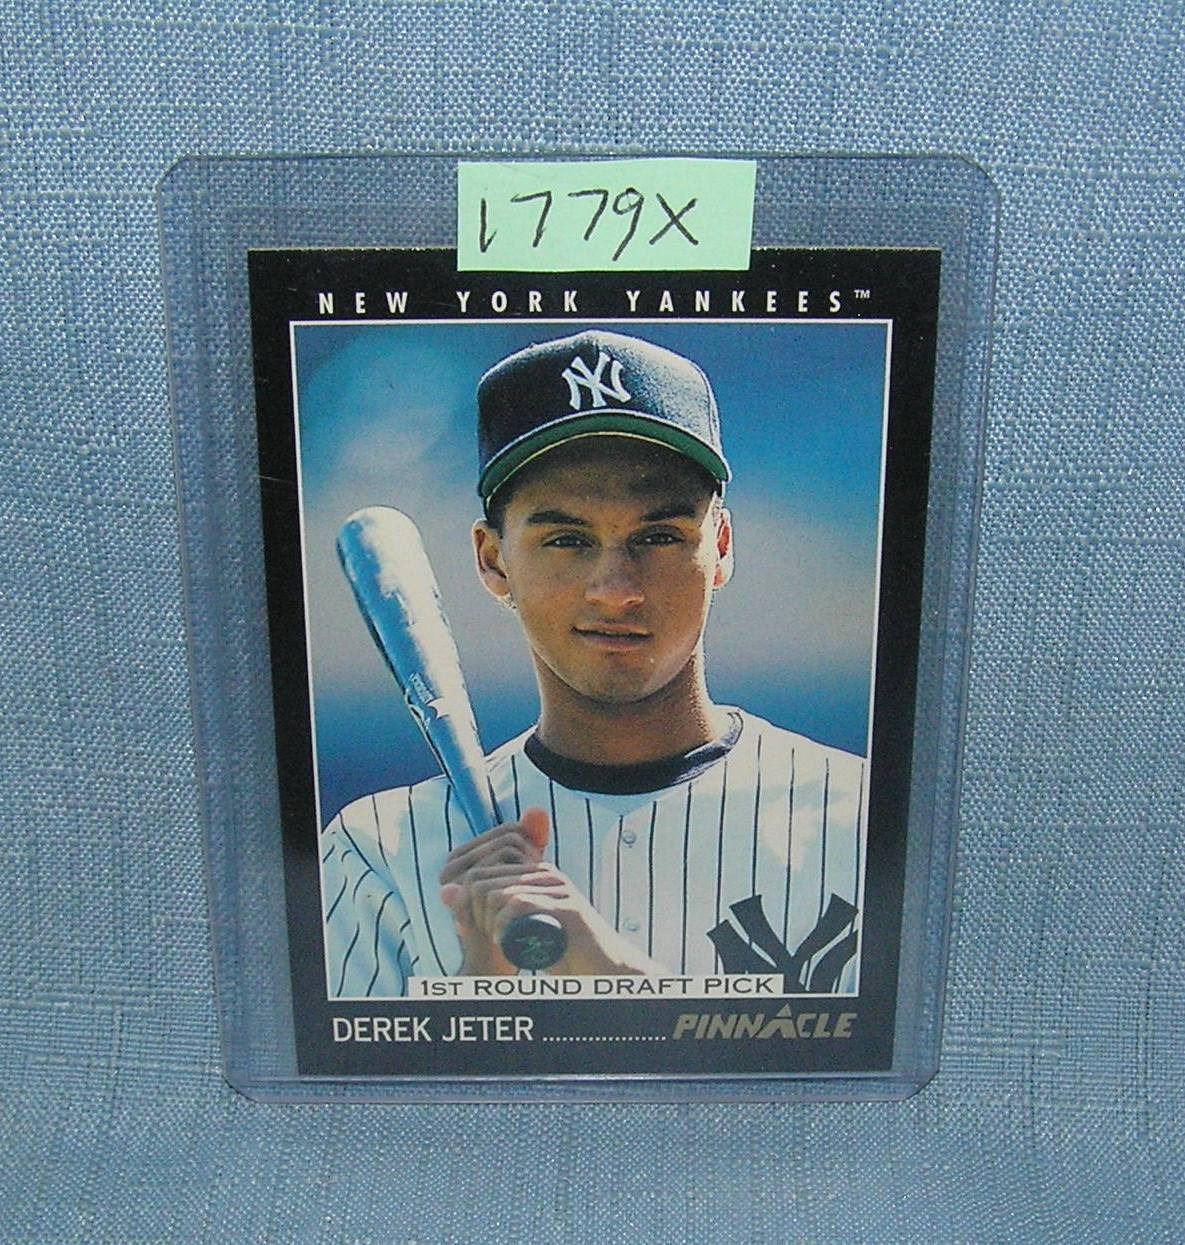 1779X
NEW YORK YANKEES™
NY
1ST ROUND DRAFT PICK
DEREK JETER .................. PINNACLE